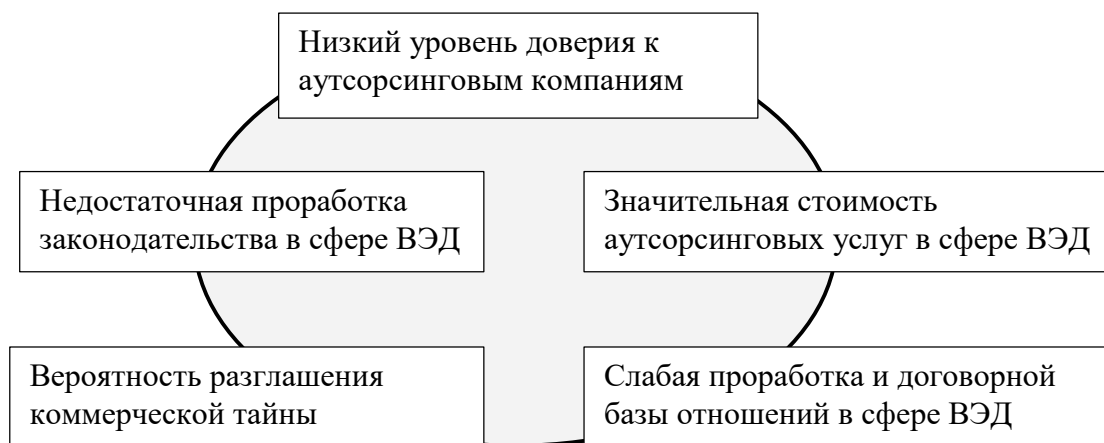 Низкий уровень доверия к
аутсорсинговым компаниям
Недостаточная проработка
законодательства в сфере ВЭД
Значительная стоимость
аутсорсинговых услуг в сфере ВЭД
Вероятность разглашения
коммерческой тайны
Слабая проработка и договорной
базы отношений в сфере ВЭД